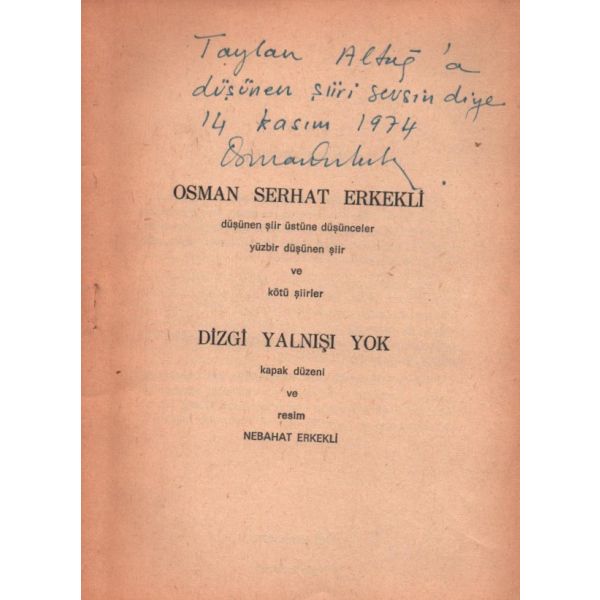 Taylan Altuğ'a
düşünen şiiri sevsin diye
14 kasım 1974
OSMAN SERHAT ERKEKLİ
düşünen şiir üstüne düşünceler
yüzbir düşünen şiir
ve
kötü şiirler
DİZGİ YALNIŞI YOK
kapak düzeni
ve
resim
NEBAHAT ERKEKLİ